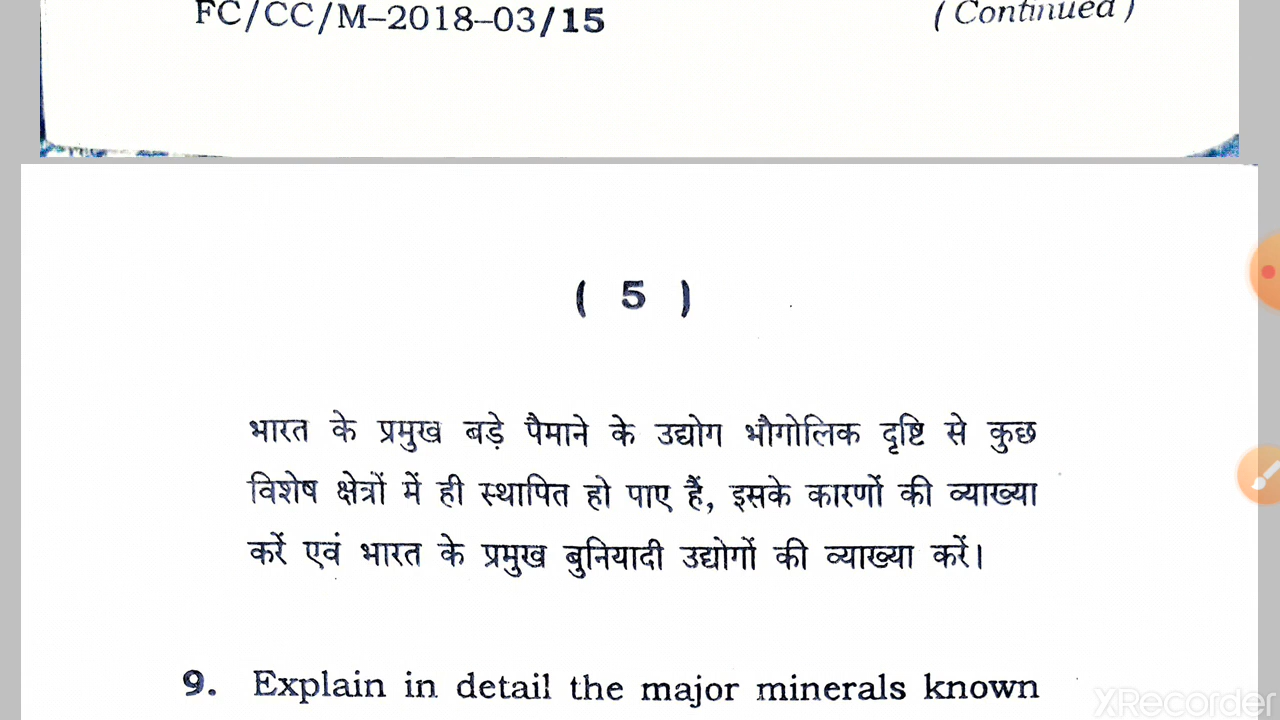 FC/CC/M–2018–03/15
( Continued )
( 5 )
भारत के प्रमुख बड़े पैमाने के उद्योग भौगोलिक दृष्टि से कुछ
विशेष क्षेत्रों में ही स्थापित हो पाए हैं, इसके कारणों की व्याख्या
करें एवं भारत के प्रमुख बुनियादी उद्योगों की व्याख्या करें।
9. Explain in detail the major minerals known
XRecorder